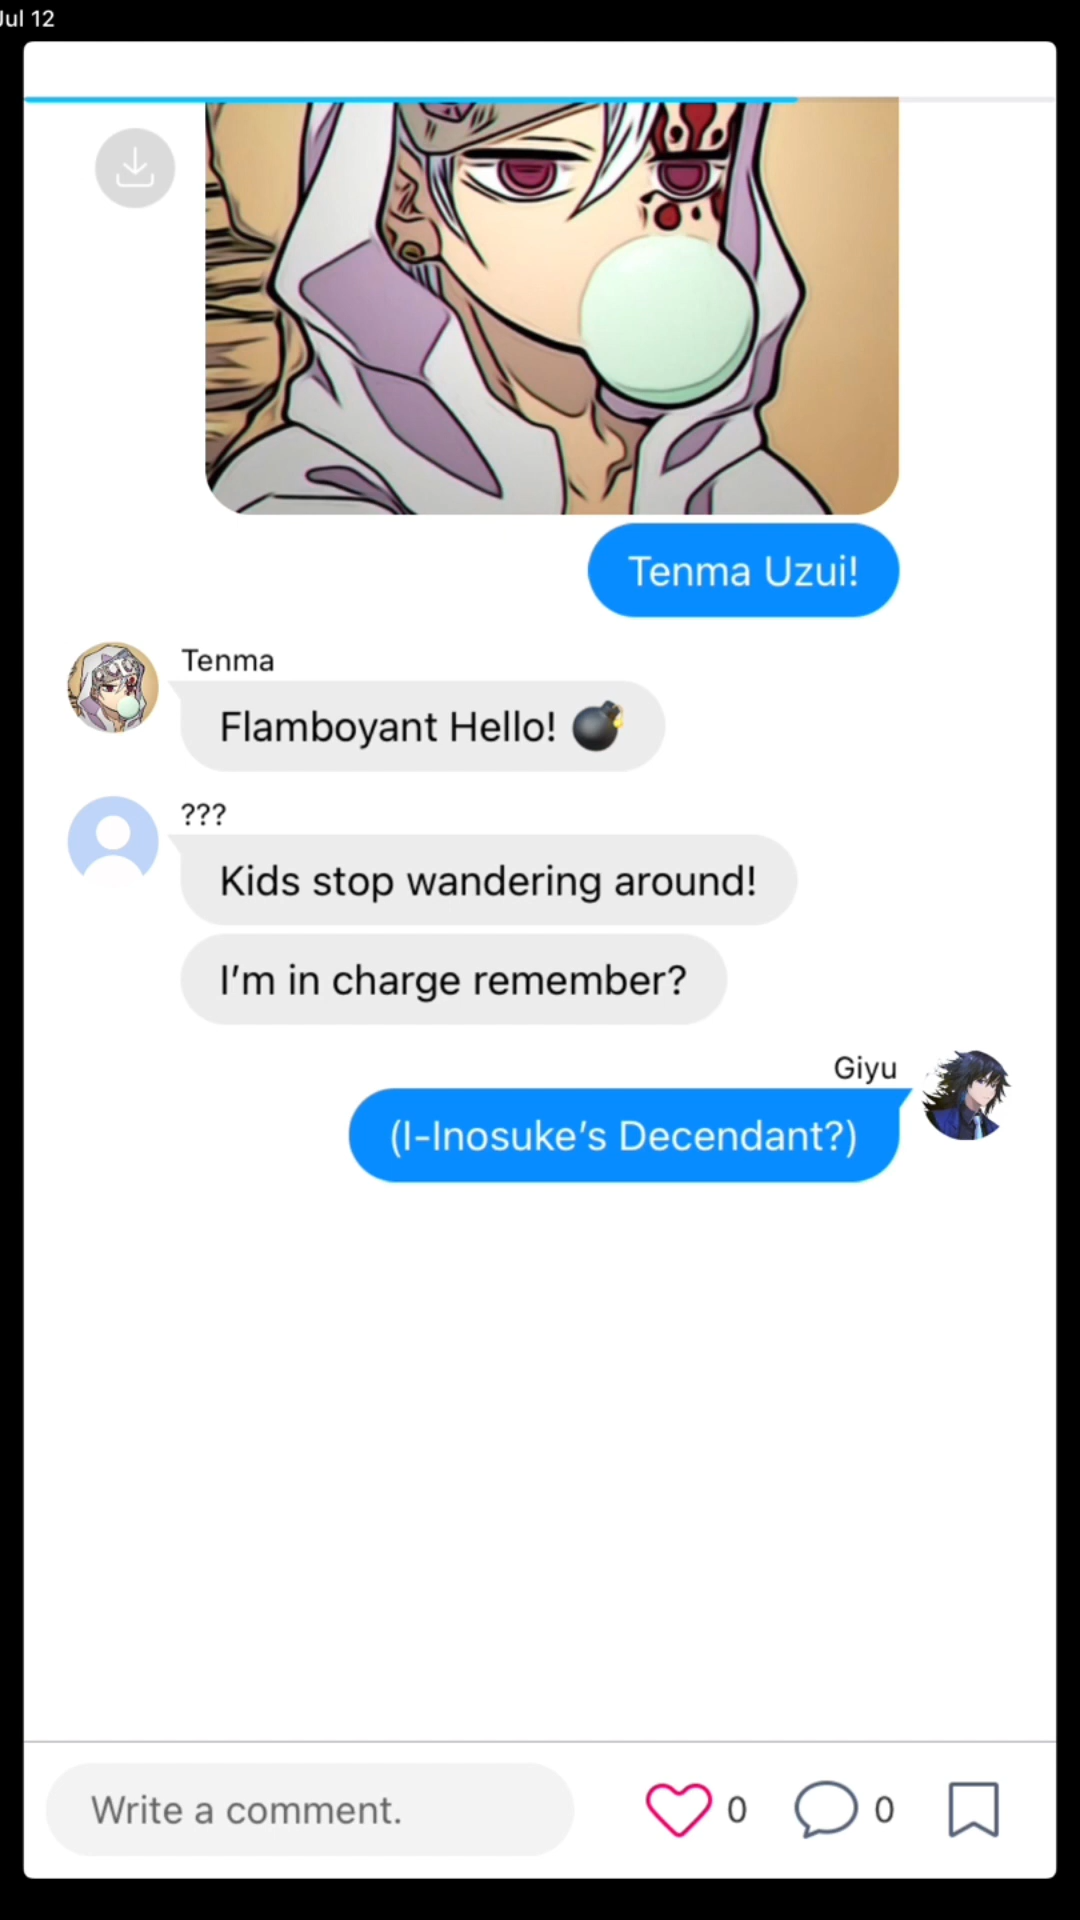 Jul 12
Tenma Uzui!
Tenma
Flamboyant Hello! 💣
???
Kids stop wandering around!
I'm in charge remember?
Giyu
(I-Inosuke's Decendant?)
Write a comment.
0
0